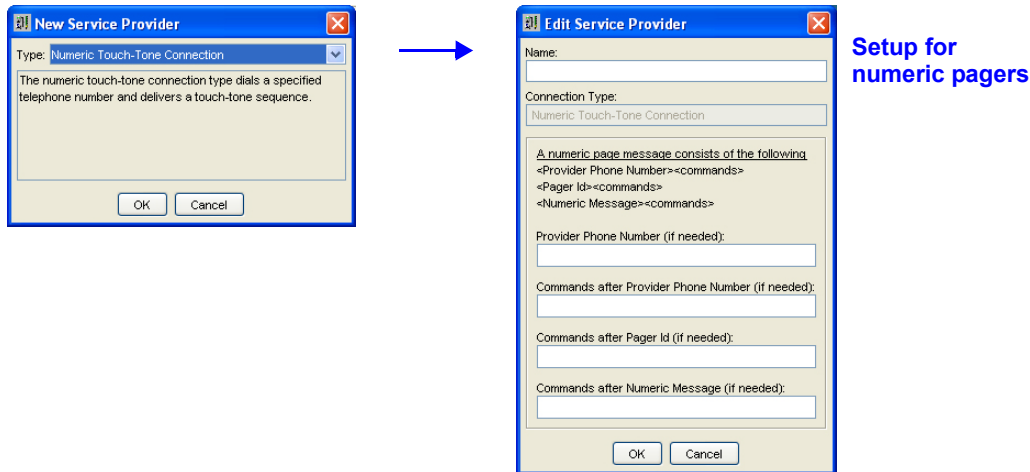 New Service Provider
Type: Numeric Touch-Tone Connection
The numeric touch-tone connection type dials a specified
telephone number and delivers a touch-tone sequence.
OK Cancel
Edit Service Provider
Name:
Connection Type:
Numeric Touch-Tone Connection
A numeric page message consists of the following
<Provider Phone Number><commands>
<Pager Id><commands>
<Numeric Message><commands>
Provider Phone Number (if needed):
Commands after Provider Phone Number (if needed):
Commands after Pager Id (if needed):
Commands after Numeric Message (if needed):
OK Cancel
Setup for
numeric pagers